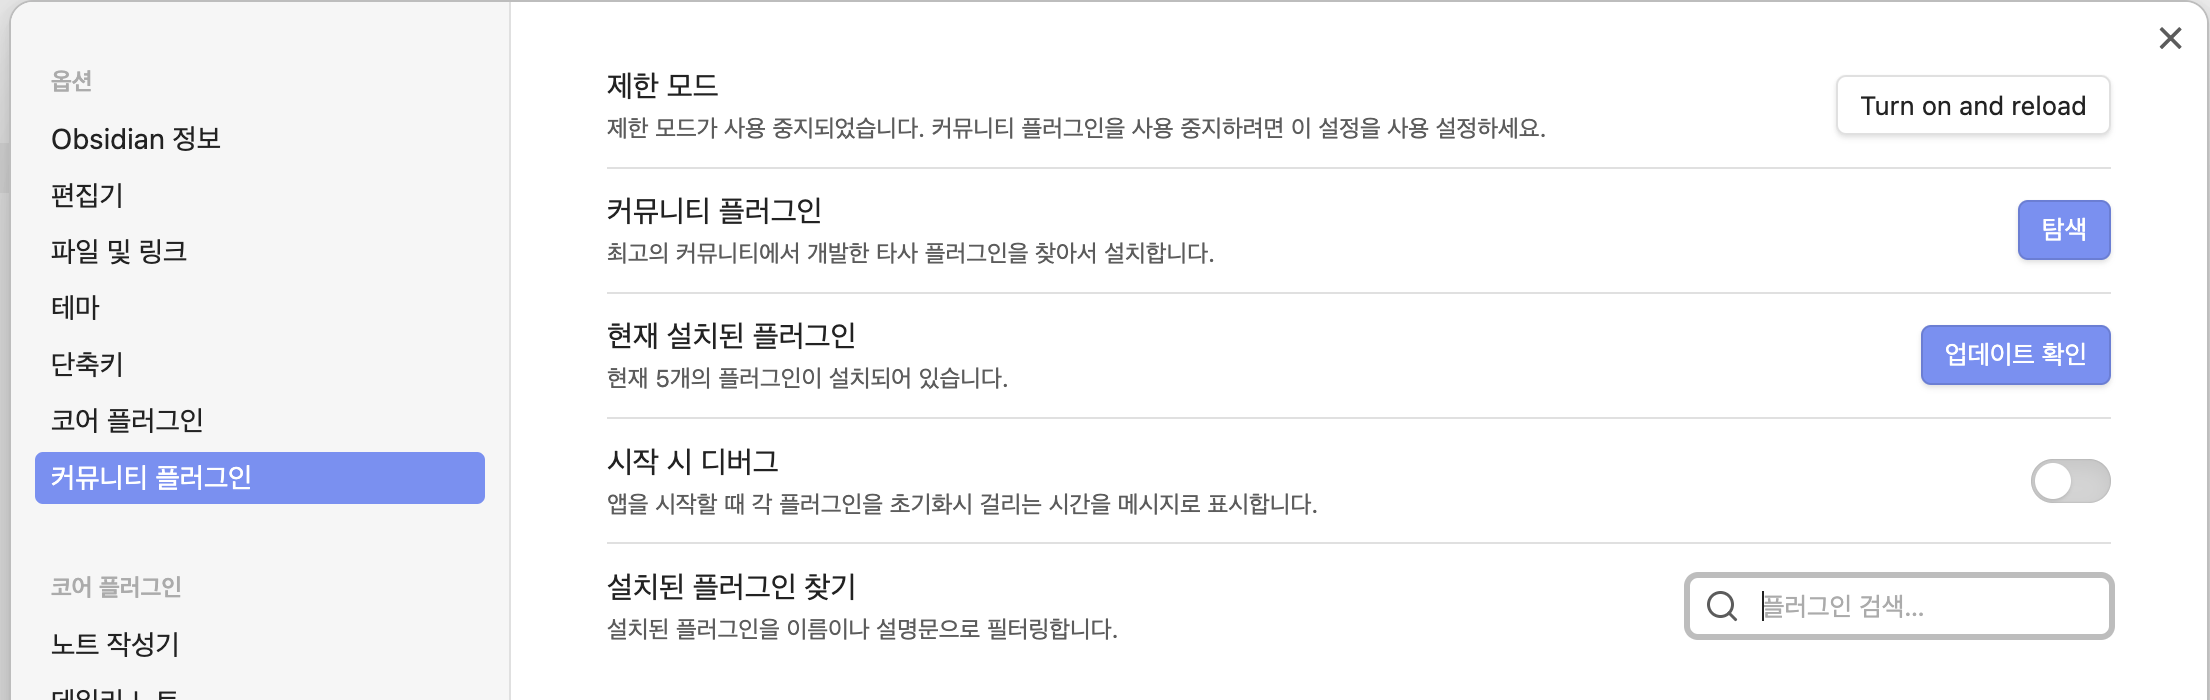 옵션
Obsidian 정보
편집기
파일 및 링크
테마
단축키
코어 플러그인
커뮤니티 플러그인
코어 플러그인
노트 작성기
데일리 노트
제한 모드
제한 모드가 사용 중지되었습니다. 커뮤니티 플러그인을 사용 중지하려면 이 설정을 사용 설정하세요.
Turn on and reload
커뮤니티 플러그인
최고의 커뮤니티에서 개발한 타사 플러그인을 찾아서 설치합니다.
탐색
현재 설치된 플러그인
현재 5개의 플러그인이 설치되어 있습니다.
업데이트 확인
시작 시 디버그
앱을 시작할 때 각 플러그인을 초기화시 걸리는 시간을 메시지로 표시합니다.
설치된 플러그인 찾기
설치된 플러그인을 이름이나 설명문으로 필터링합니다.
플러그인 검색...